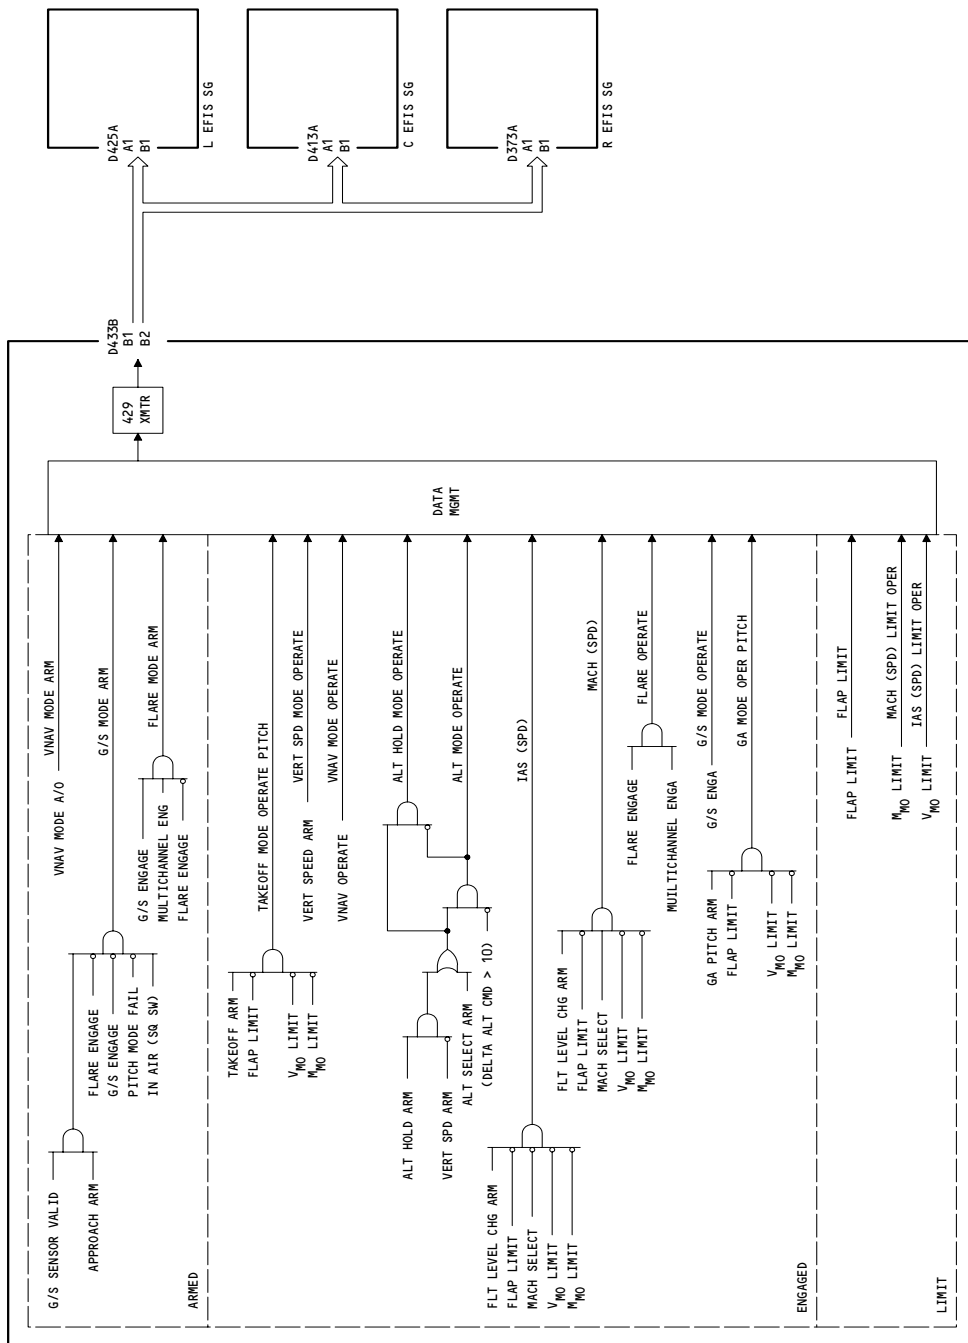 G/S SENSOR VALID
APPROACH ARM
FLARE ENGAGE
G/S ENGAGE
PITCH MODE FAIL
IN AIR (SQ SW)
VNAV MODE A/O
G/S ENGAGE
MULTICHANNEL ENG
FLARE ENGAGE
VNAV MODE ARM
G/S MODE ARM
FLARE MODE ARM
ARMED
TAKEOFF ARM
FLAP LIMIT
VMO LIMIT
MMO LIMIT
TAKEOFF MODE OPERATE PITCH
VERT SPEED ARM
VERT SPD MODE OPERATE
VNAV OPERATE
VNAV MODE OPERATE
ALT HOLD ARM
VERT SPD ARM
ALT SELECT ARM
(DELTA ALT CMD > 10)
ALT HOLD MODE OPERATE
ALT MODE OPERATE
FLT LEVEL CHG ARM
FLAP LIMIT
MACH SELECT
VMO LIMIT
MMO LIMIT
IAS (SPD)
FLT LEVEL CHG ARM
FLAP LIMIT
MACH SELECT
VMO LIMIT
MMO LIMIT
MACH (SPD)
FLARE ENGAGE
MUILTICHANNEL ENGA
FLARE OPERATE
G/S ENGA
G/S MODE OPERATE
GA PITCH ARM
FLAP LIMIT
VMO LIMIT
MMO LIMIT
GA MODE OPER PITCH
ENGAGED
FLAP LIMIT
FLAP LIMIT
MMO LIMIT
MACH (SPD) LIMIT OPER
VMO LIMIT
IAS (SPD) LIMIT OPER
LIMIT
DATA
MGMT
429
XMTR
D433B
B1
B2
D425A
A1
B1
L EFIS SG
D413A
A1
B1
C EFIS SG
D373A
A1
B1
R EFIS SG